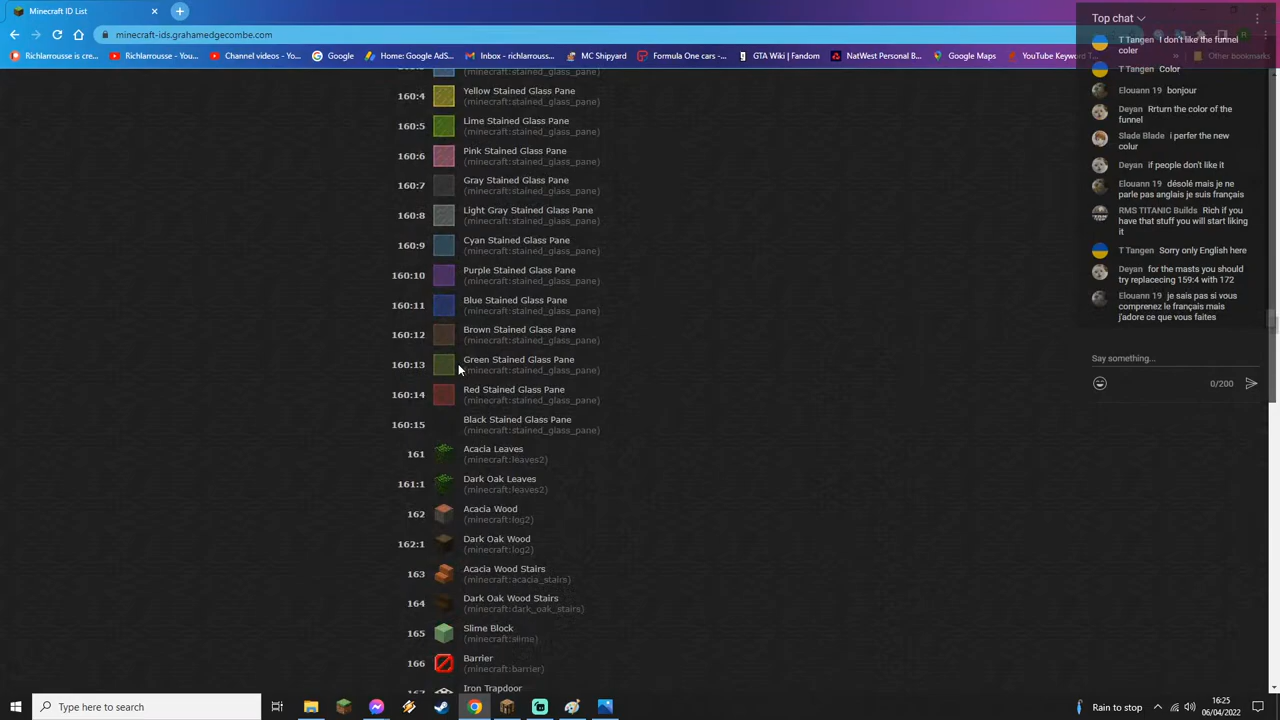 Minecraft ID List
minecraft-ids.grahamedgecombe.com
Richlarrousse is cre...
Richlarrousse - You...
Channel videos - Yo...
Google
Home: Google AdS...
Inbox - richlarrouss...
MC Shipyard
Formula One cars -...
GTA Wiki | Fandom
NatWest Personal B...
Google Maps
YouTube Keyword T...
Other bookmarks
(minecraft:stained_glass_pane)
160:4
Yellow Stained Glass Pane
(minecraft:stained_glass_pane)
160:5
Lime Stained Glass Pane
(minecraft:stained_glass_pane)
160:6
Pink Stained Glass Pane
(minecraft:stained_glass_pane)
160:7
Gray Stained Glass Pane
(minecraft:stained_glass_pane)
160:8
Light Gray Stained Glass Pane
(minecraft:stained_glass_pane)
160:9
Cyan Stained Glass Pane
(minecraft:stained_glass_pane)
160:10
Purple Stained Glass Pane
(minecraft:stained_glass_pane)
160:11
Blue Stained Glass Pane
(minecraft:stained_glass_pane)
160:12
Brown Stained Glass Pane
(minecraft:stained_glass_pane)
160:13
Green Stained Glass Pane
(minecraft:stained_glass_pane)
160:14
Red Stained Glass Pane
(minecraft:stained_glass_pane)
160:15
Black Stained Glass Pane
(minecraft:stained_glass_pane)
161
Acacia Leaves
(minecraft:leaves2)
161:1
Dark Oak Leaves
(minecraft:leaves2)
162
Acacia Wood
(minecraft:log2)
162:1
Dark Oak Wood
(minecraft:log2)
163
Acacia Wood Stairs
(minecraft:acacia_stairs)
164
Dark Oak Wood Stairs
(minecraft:dark_oak_stairs)
165
Slime Block
(minecraft:slime)
166
Barrier
(minecraft:barrier)
167
Iron Trapdoor
Top chat
T Tangen I don't like the funnel
coler
T Tangen Color
Elouann 19 bonjour
Deyan Rrturn the color of the
funnel
Slade Blade i perfer the new
colur
Deyan if people don't like it
Elouann 19 désolé mais je ne
parle pas anglais je suis français
RMS TITANIC Builds Rich if you
have that stuff you will start liking
it
T Tangen Sorry only English here
Deyan for the masts you should
try replacecing 159:4 with 172
Elouann 19 je sais pas si vous
comprenez le français mais
j'adore ce que vous faites
Say something...
0/200
Type here to search
Rain to stop
16:25
06/04/2022